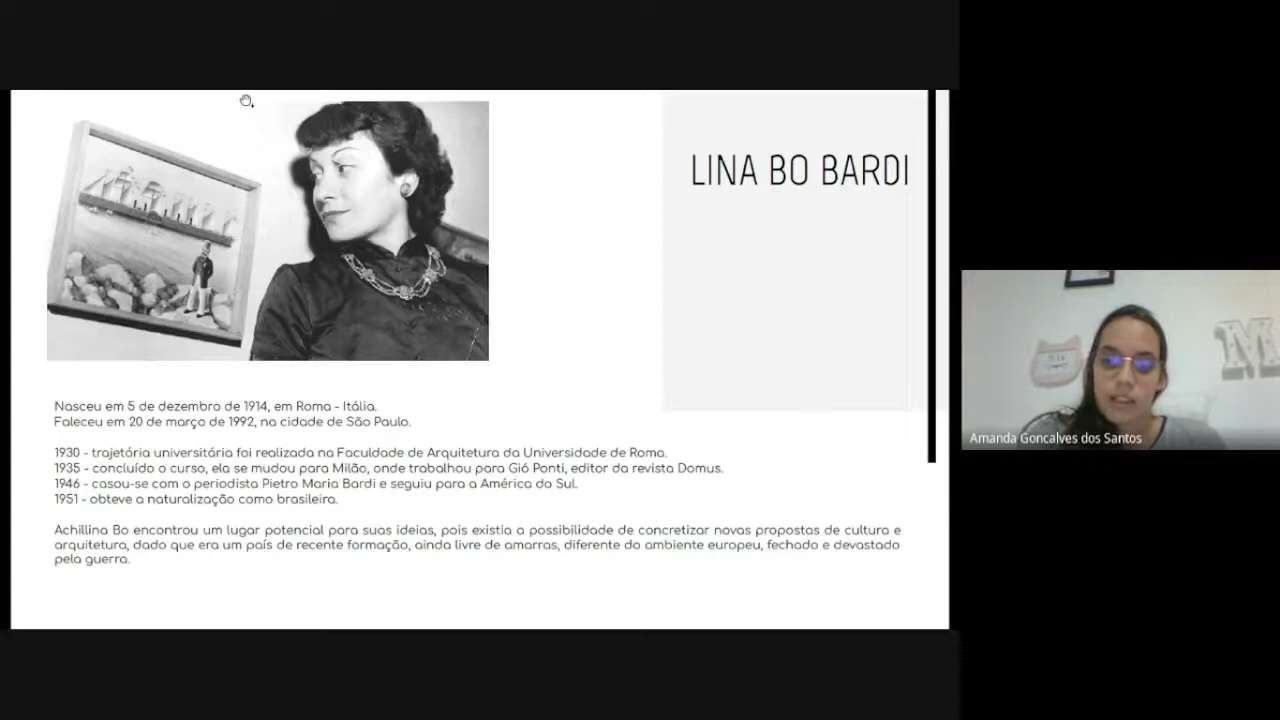 LINA BO BARDI
Nasceu em 5 de dezembro de 1914, em Roma - Itália.
Faleceu em 20 de março de 1992, na cidade de São Paulo.
1930 - trajetória universitária foi realizada na Faculdade de Arquitetura da Universidade de Roma.
1935 - concluído o curso, ela se mudou para Milão, onde trabalhou para Gió Ponti, editor da revista Domus.
1946 - casou-se com o periodista Pietro Maria Bardi e seguiu para a América do Sul.
1951 - obteve a naturalização como brasileira.
Achillina Bo encontrou um lugar potencial para suas ideias, pois existia a possibilidade de concretizar novas propostas de cultura e
arquitetura, dado que era um país de recente formação, ainda livre de amarras, diferente do ambiente europeu, fechado e devastado
pela guerra.
M
Amanda Goncalves dos Santos